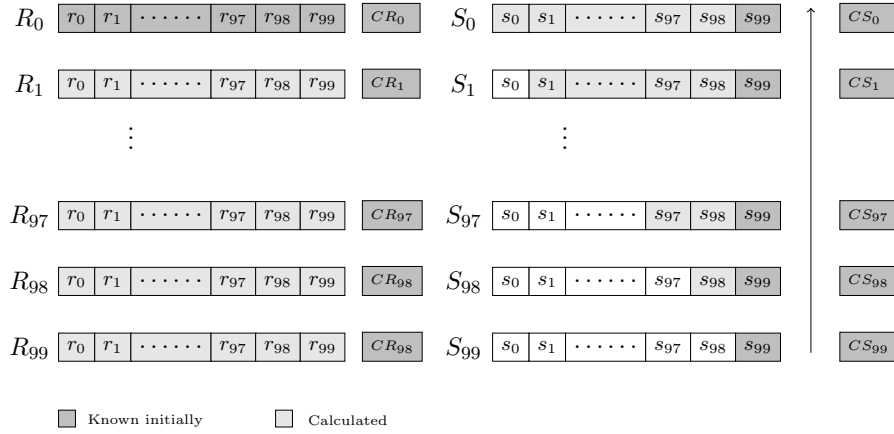 R0 r0 r1 ······ r97 r98 r99 CR0 S0 s0 s1 ······ s97 s98 s99 CS0
R1 r0 r1 ······ r97 r98 r99 CR1 S1 s0 s1 ······ s97 s98 s99 CS1
⋮ ⋮
R97 r0 r1 ······ r97 r98 r99 CR97 S97 s0 s1 ······ s97 s98 s99 CS97
R98 r0 r1 ······ r97 r98 r99 CR98 S98 s0 s1 ······ s97 s98 s99 CS98
R99 r0 r1 ······ r97 r98 r99 CR98 S99 s0 s1 ······ s97 s98 s99 CS99
Known initially Calculated